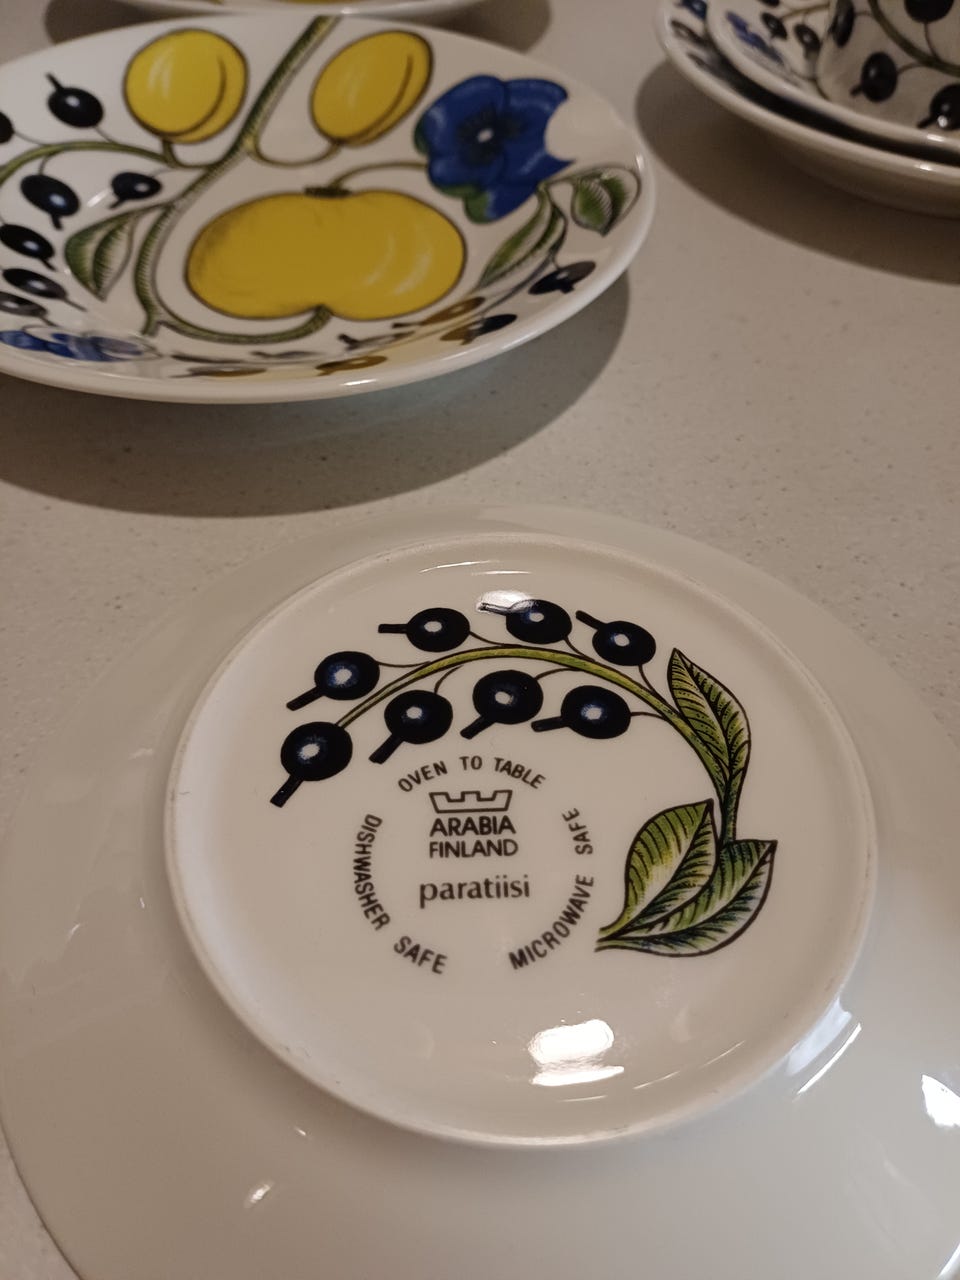 OVEN TO TABLE
ARABIA
FINLAND
paratiisi
DISHWASHER SAFE
MICROWAVE SAFE